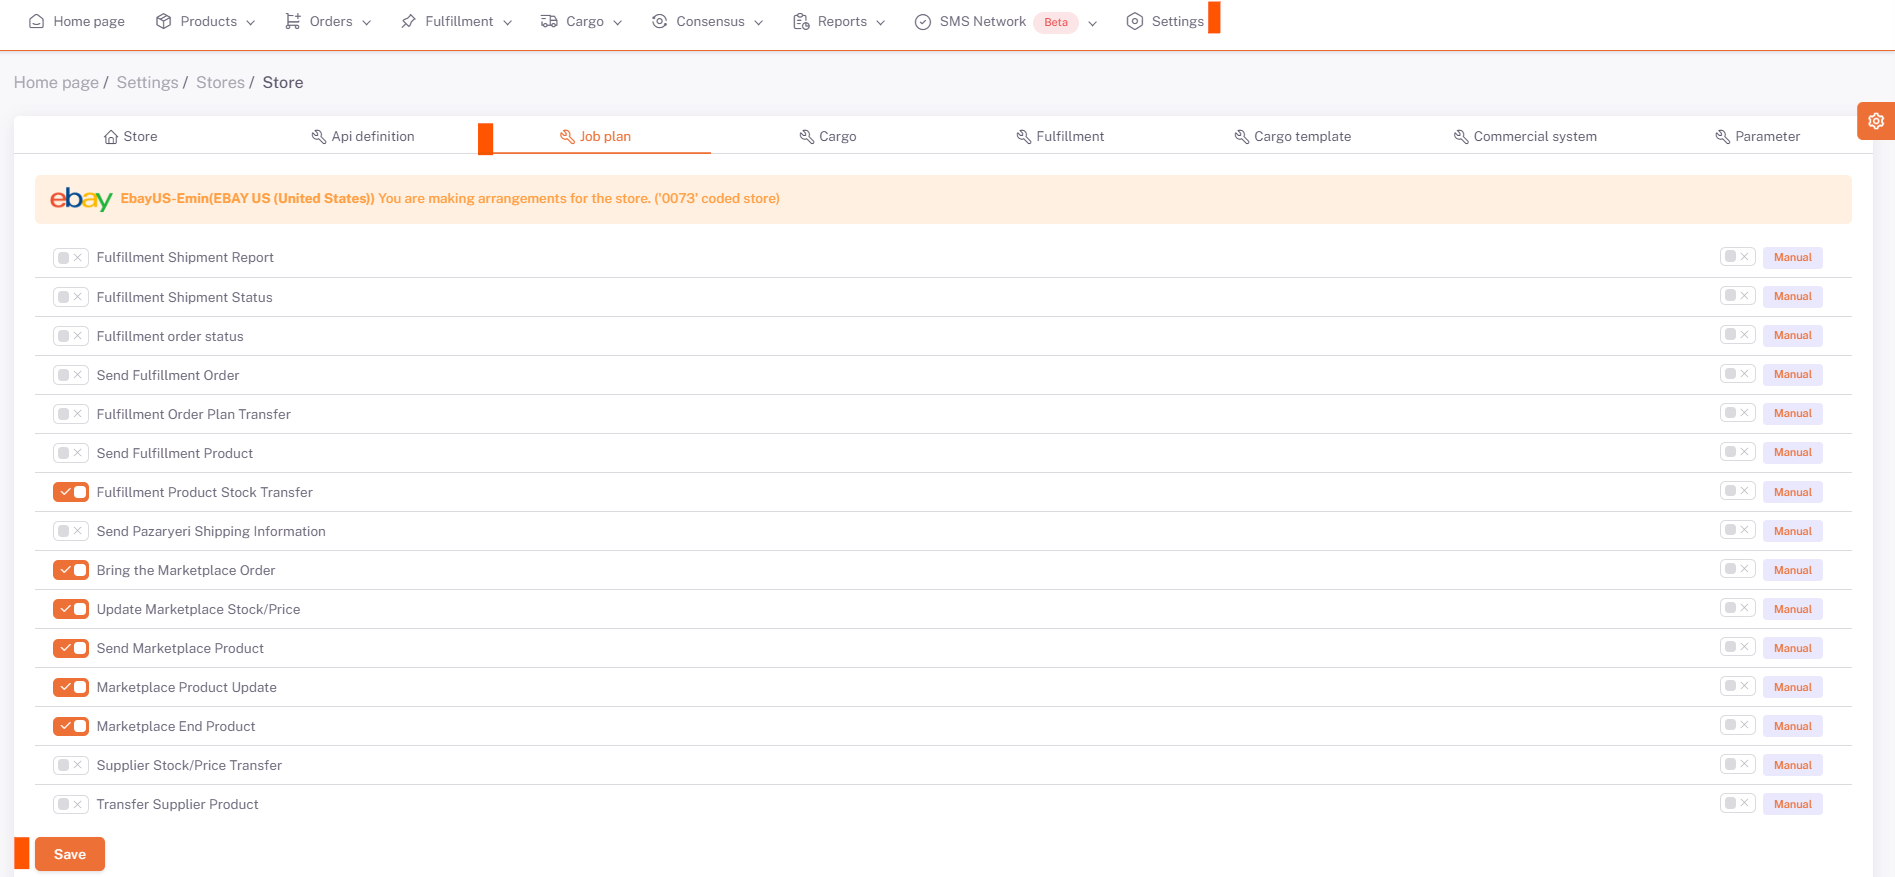 Home page Products Orders Fulfillment Cargo Consensus Reports SMS Network Beta Settings
Home page / Settings / Stores / Store
Store Api definition Job plan Cargo Fulfillment Cargo template Commercial system Parameter
ebay EbayUS-Emin(EBAY US (United States)) You are making arrangements for the store. ('0073' coded store)
Fulfillment Shipment Report Manual
Fulfillment Shipment Status Manual
Fulfillment order status Manual
Send Fulfillment Order Manual
Fulfillment Order Plan Transfer Manual
Send Fulfillment Product Manual
Fulfillment Product Stock Transfer Manual
Send Pazaryeri Shipping Information Manual
Bring the Marketplace Order Manual
Update Marketplace Stock/Price Manual
Send Marketplace Product Manual
Marketplace Product Update Manual
Marketplace End Product Manual
Supplier Stock/Price Transfer Manual
Transfer Supplier Product Manual
Save